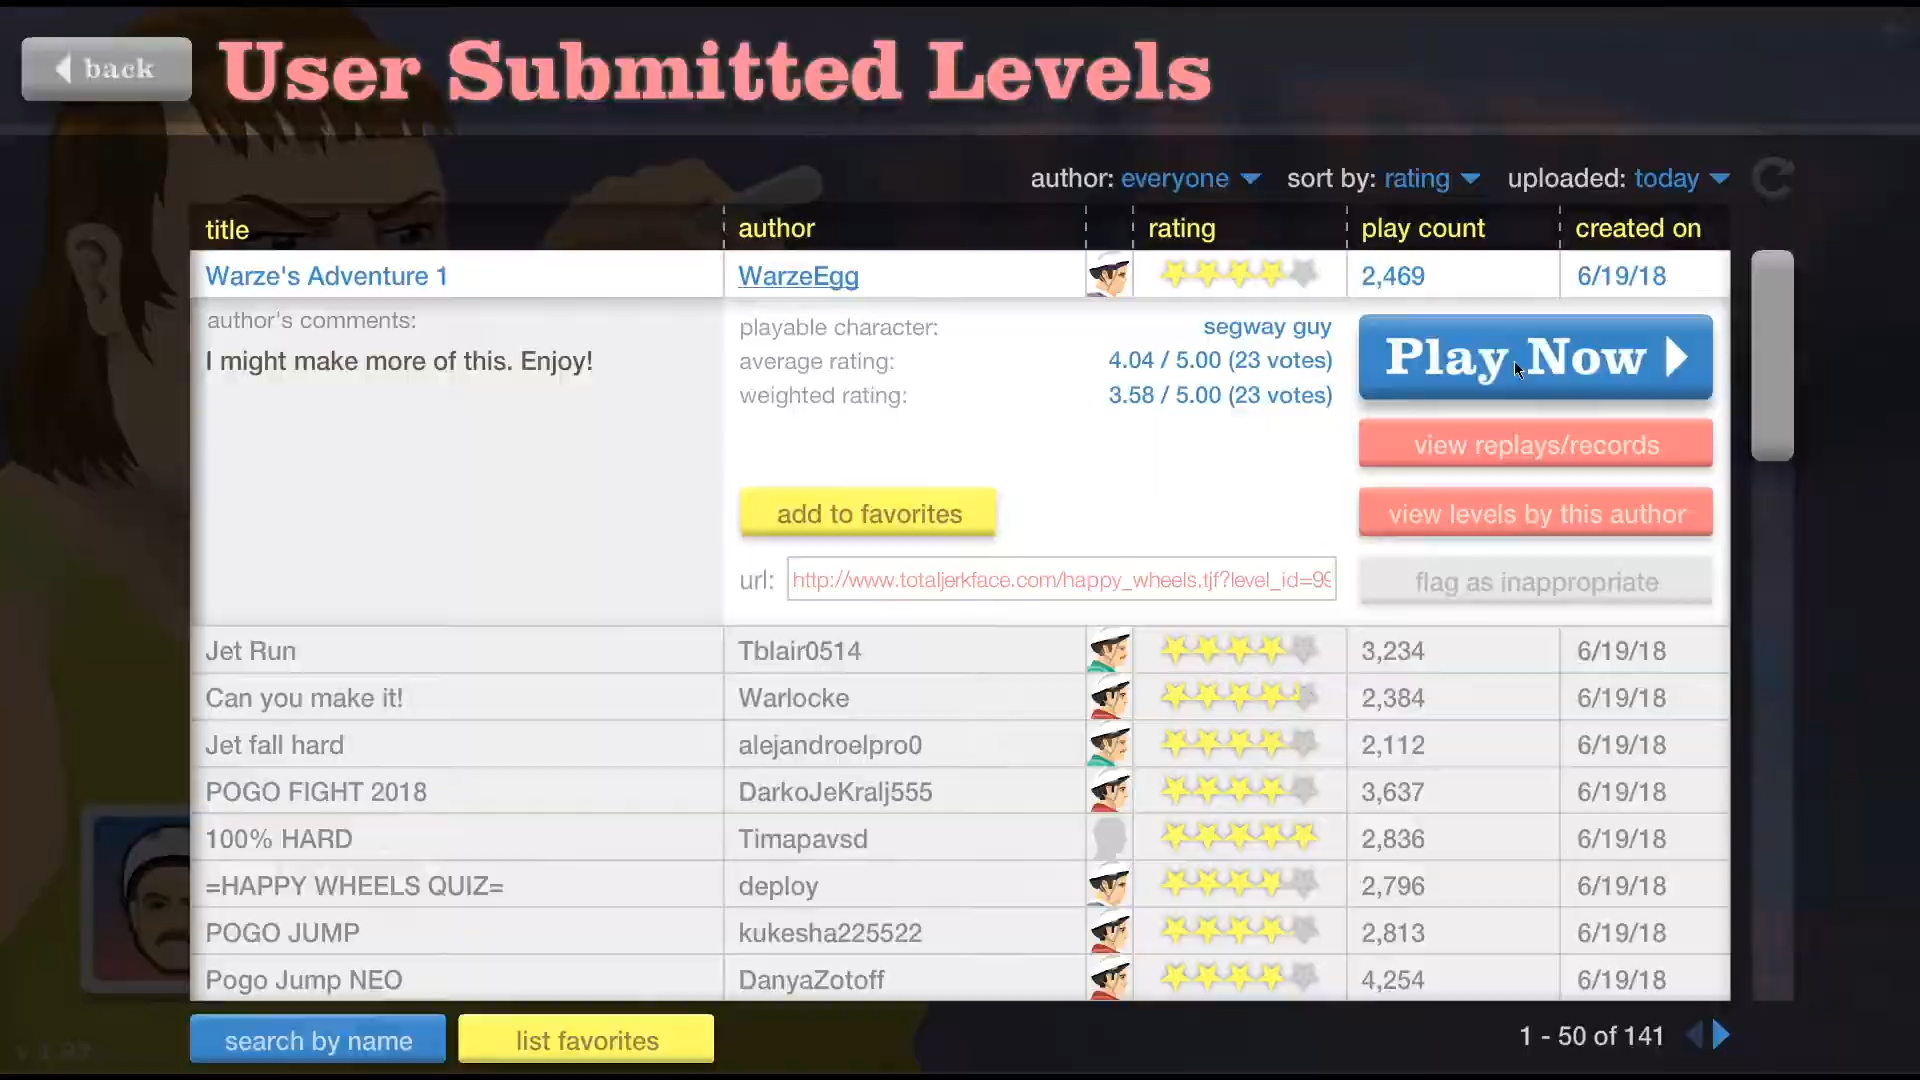 back
User Submitted Levels
author: everyone sort by: rating uploaded: today
title author rating play count created on
Warze's Adventure 1 WarzeEgg 2,469 6/19/18
author's comments:
I might make more of this. Enjoy!
playable character: segway guy
average rating: 4.04 / 5.00 (23 votes)
weighted rating: 3.58 / 5.00 (23 votes)
Play Now
view replays/records
add to favorites
view levels by this author
url: http://www.totaljerkface.com/happy_wheels.tjf?level_id=99
flag as inappropriate
Jet Run Tblair0514 3,234 6/19/18
Can you make it! Warlocke 2,384 6/19/18
Jet fall hard alejandroelpro0 2,112 6/19/18
POGO FIGHT 2018 DarkoJeKralj555 3,637 6/19/18
100% HARD Timapavsd 2,836 6/19/18
=HAPPY WHEELS QUIZ= deploy 2,796 6/19/18
POGO JUMP kukesha225522 2,813 6/19/18
Pogo Jump NEO DanyaZotoff 4,254 6/19/18
search by name list favorites 1 - 50 of 141